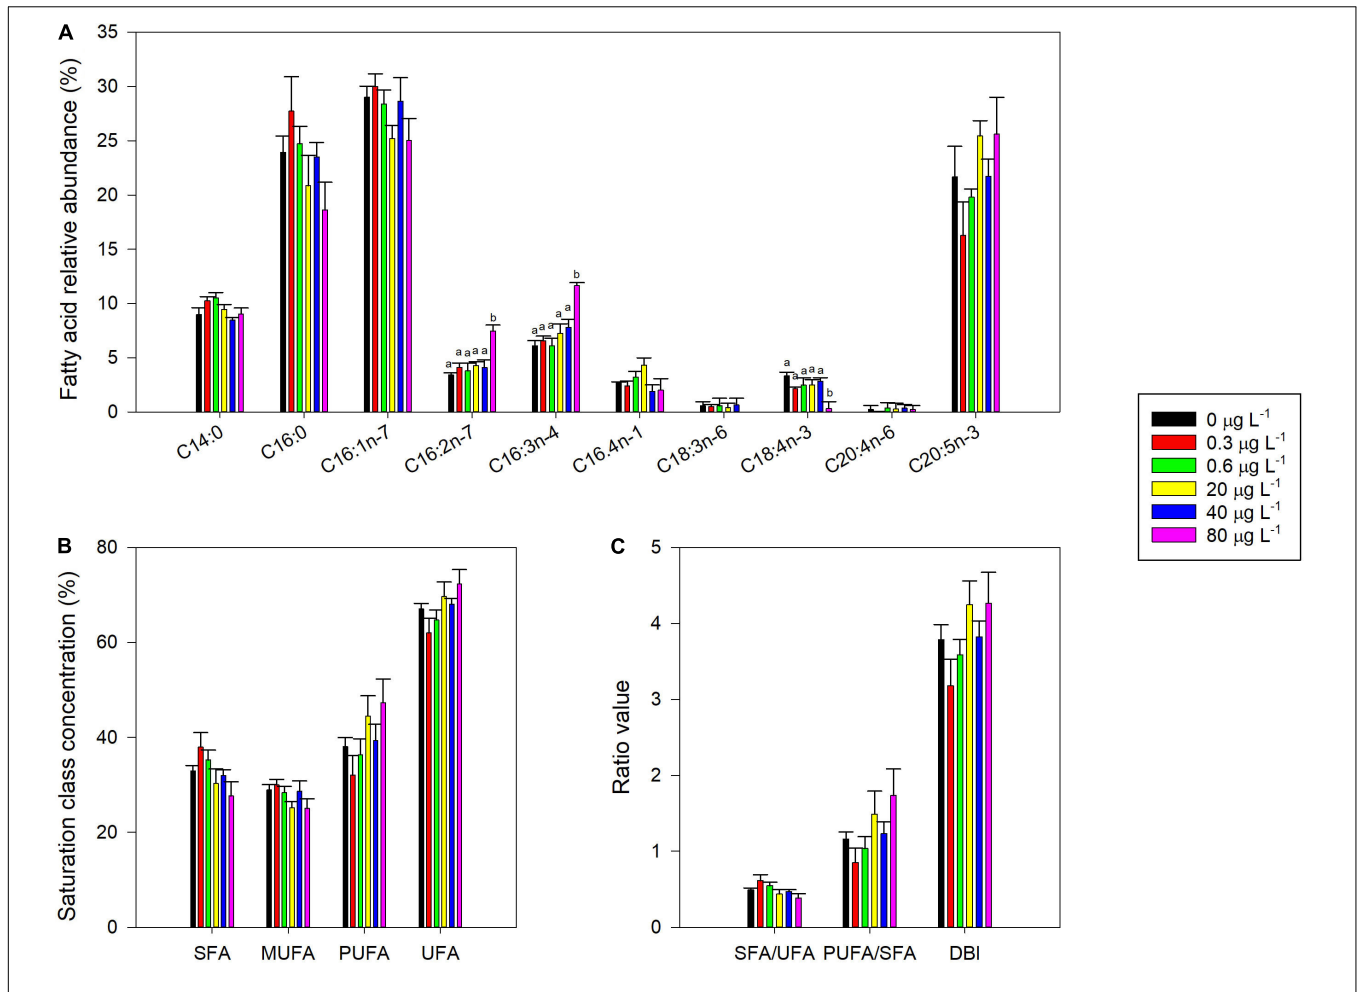 A
Fatty acid relative abundance (%)
35
30
25
20
15
10
5
0
a a a a a b
a a a a a b
a a a a a b
C14:0 C16:0 C16:1n-7 C16:2n-7 C16:3n-4 C16.4n-1 C18:3n-6 C18:4n-3 C20:4n-6 C20:5n-3
0 µg L⁻¹
0.3 µg L⁻¹
0.6 µg L⁻¹
20 µg L⁻¹
40 µg L⁻¹
80 µg L⁻¹
B
Saturation class concentration (%)
80
60
40
20
0
SFA MUFA PUFA UFA
C
Ratio value
5
4
3
2
1
0
SFA/UFA PUFA/SFA DBI